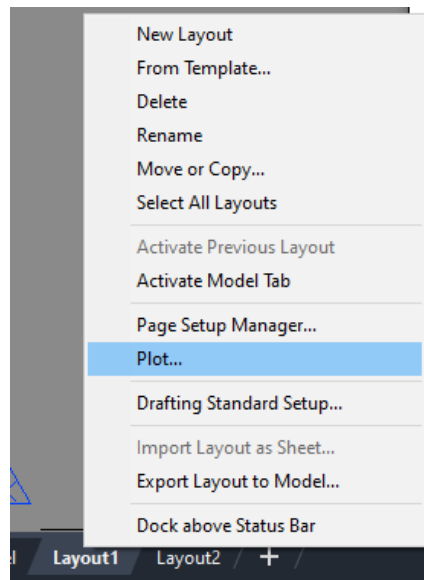 New Layout
From Template...
Delete
Rename
Move or Copy...
Select All Layouts
Activate Previous Layout
Activate Model Tab
Page Setup Manager...
Plot...
Drafting Standard Setup...
Import Layout as Sheet...
Export Layout to Model...
Dock above Status Bar
Layout1 Layout2 +